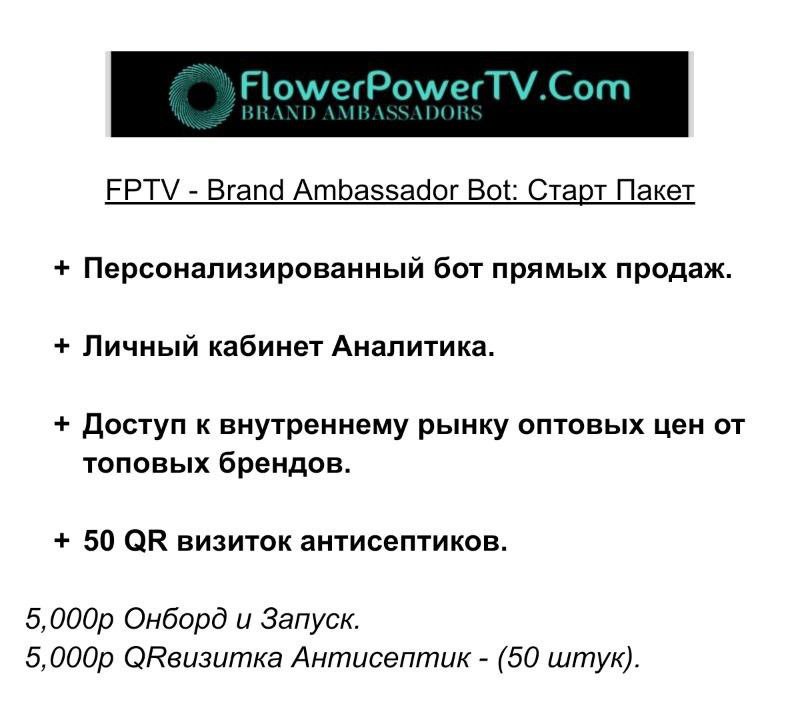 FlowerPowerTV.Com
BRAND AMBASSADORS
FPTV - Brand Ambassador Bot: Старт Пакет
+ Персонализированный бот прямых продаж.
+ Личный кабинет Аналитика.
+ Доступ к внутреннему рынку оптовых цен от
топовых брендов.
+ 50 QR визиток антисептиков.
5,000р Онборд и Запуск.
5,000р QRвизитка Антисептик - (50 штук).